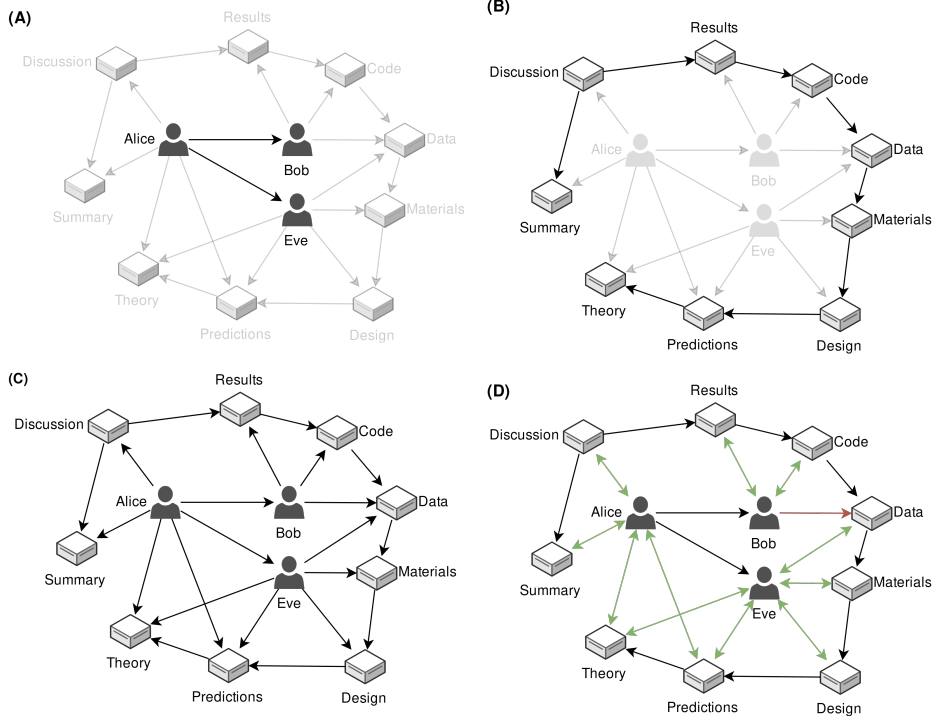 (A)
Results
Discussion
Code
Alice
Bob
Data
Summary
Eve
Materials
Theory
Predictions
Design
(B)
Results
Discussion
Code
Alice
Bob
Data
Summary
Eve
Materials
Theory
Predictions
Design
(C)
Results
Discussion
Code
Alice
Bob
Data
Summary
Eve
Materials
Theory
Predictions
Design
(D)
Results
Discussion
Code
Alice
Bob
Data
Summary
Eve
Materials
Theory
Predictions
Design